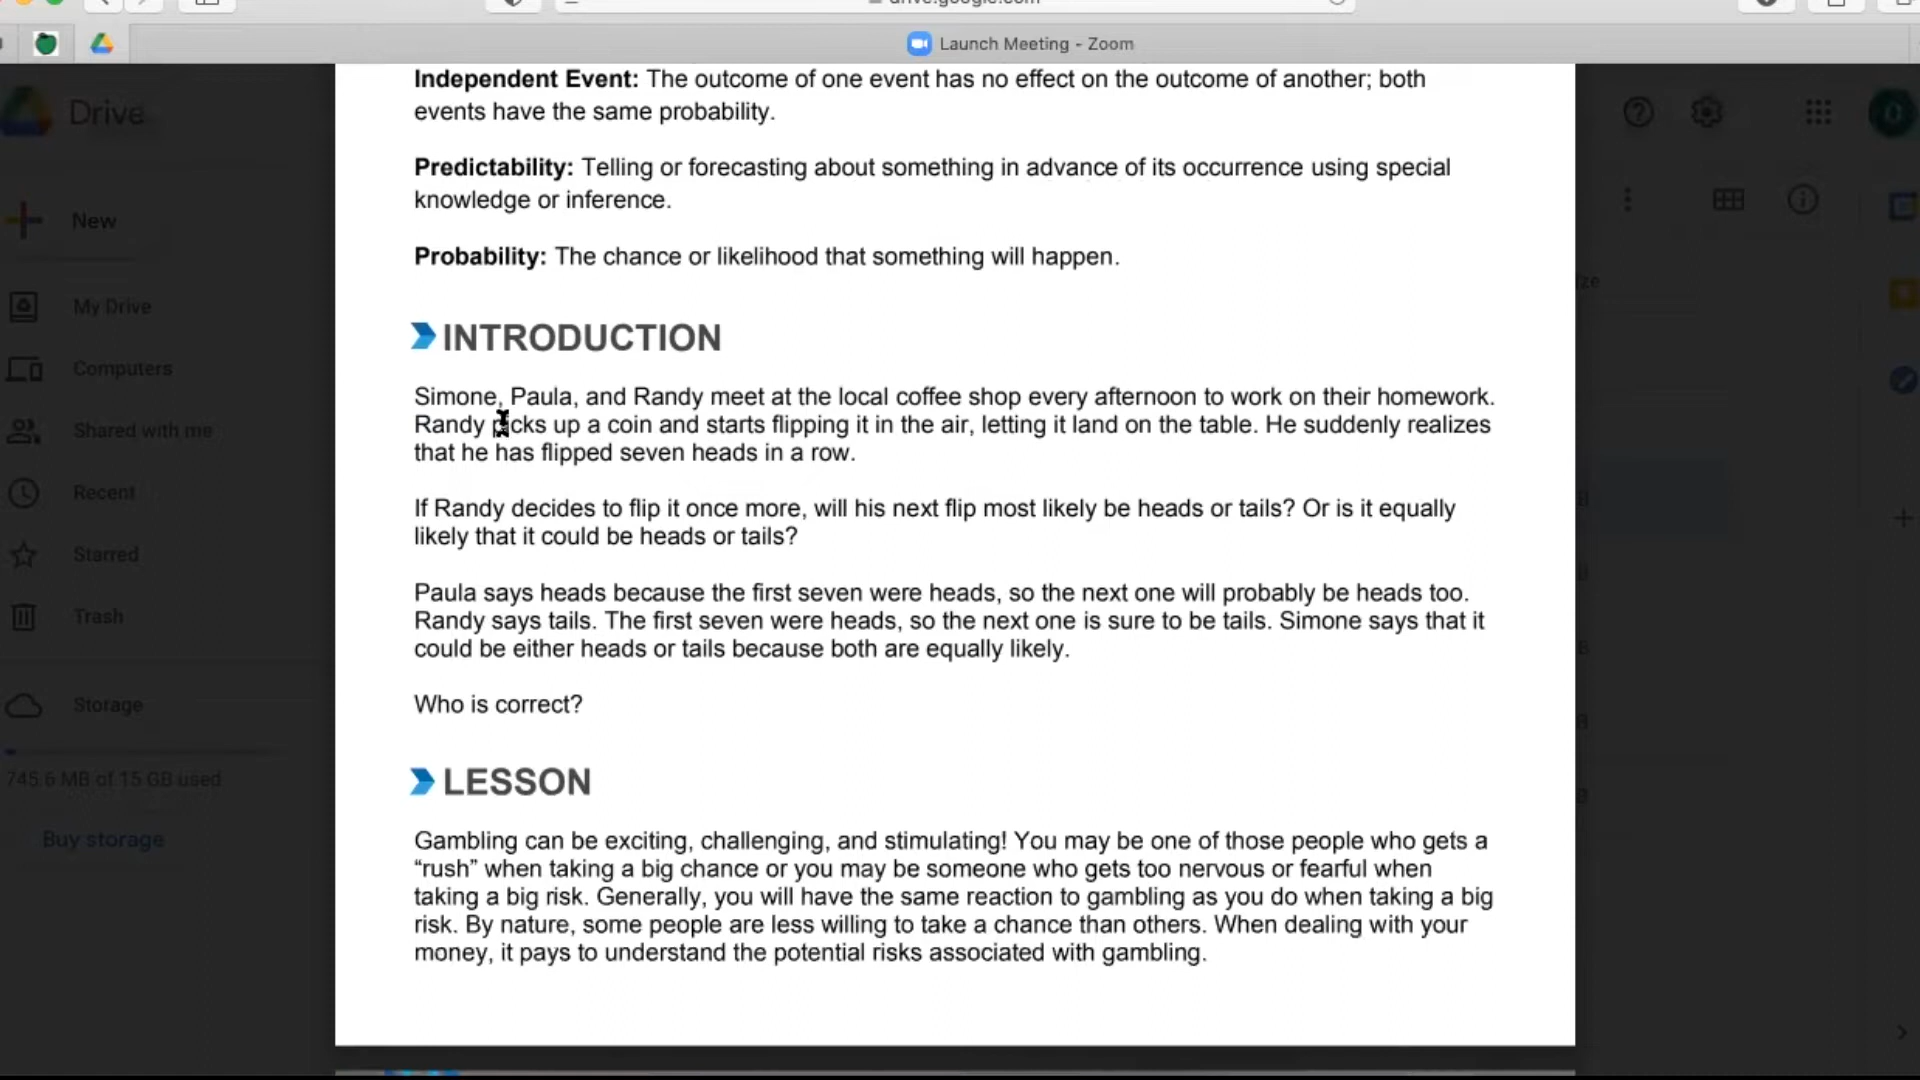 drive.google.com
Launch Meeting - Zoom
Drive
New
My Drive
Computers
Shared with me
Recent
Starred
Trash
Storage
745.6 MB of 15 GB used
Buy storage
Independent Event: The outcome of one event has no effect on the outcome of another; both
events have the same probability.
Predictability: Telling or forecasting about something in advance of its occurrence using special
knowledge or inference.
Probability: The chance or likelihood that something will happen.
INTRODUCTION
Simone, Paula, and Randy meet at the local coffee shop every afternoon to work on their homework.
Randy picks up a coin and starts flipping it in the air, letting it land on the table. He suddenly realizes
that he has flipped seven heads in a row.
If Randy decides to flip it once more, will his next flip most likely be heads or tails? Or is it equally
likely that it could be heads or tails?
Paula says heads because the first seven were heads, so the next one will probably be heads too.
Randy says tails. The first seven were heads, so the next one is sure to be tails. Simone says that it
could be either heads or tails because both are equally likely.
Who is correct?
LESSON
Gambling can be exciting, challenging, and stimulating! You may be one of those people who gets a
“rush” when taking a big chance or you may be someone who gets too nervous or fearful when
taking a big risk. Generally, you will have the same reaction to gambling as you do when taking a big
risk. By nature, some people are less willing to take a chance than others. When dealing with your
money, it pays to understand the potential risks associated with gambling.